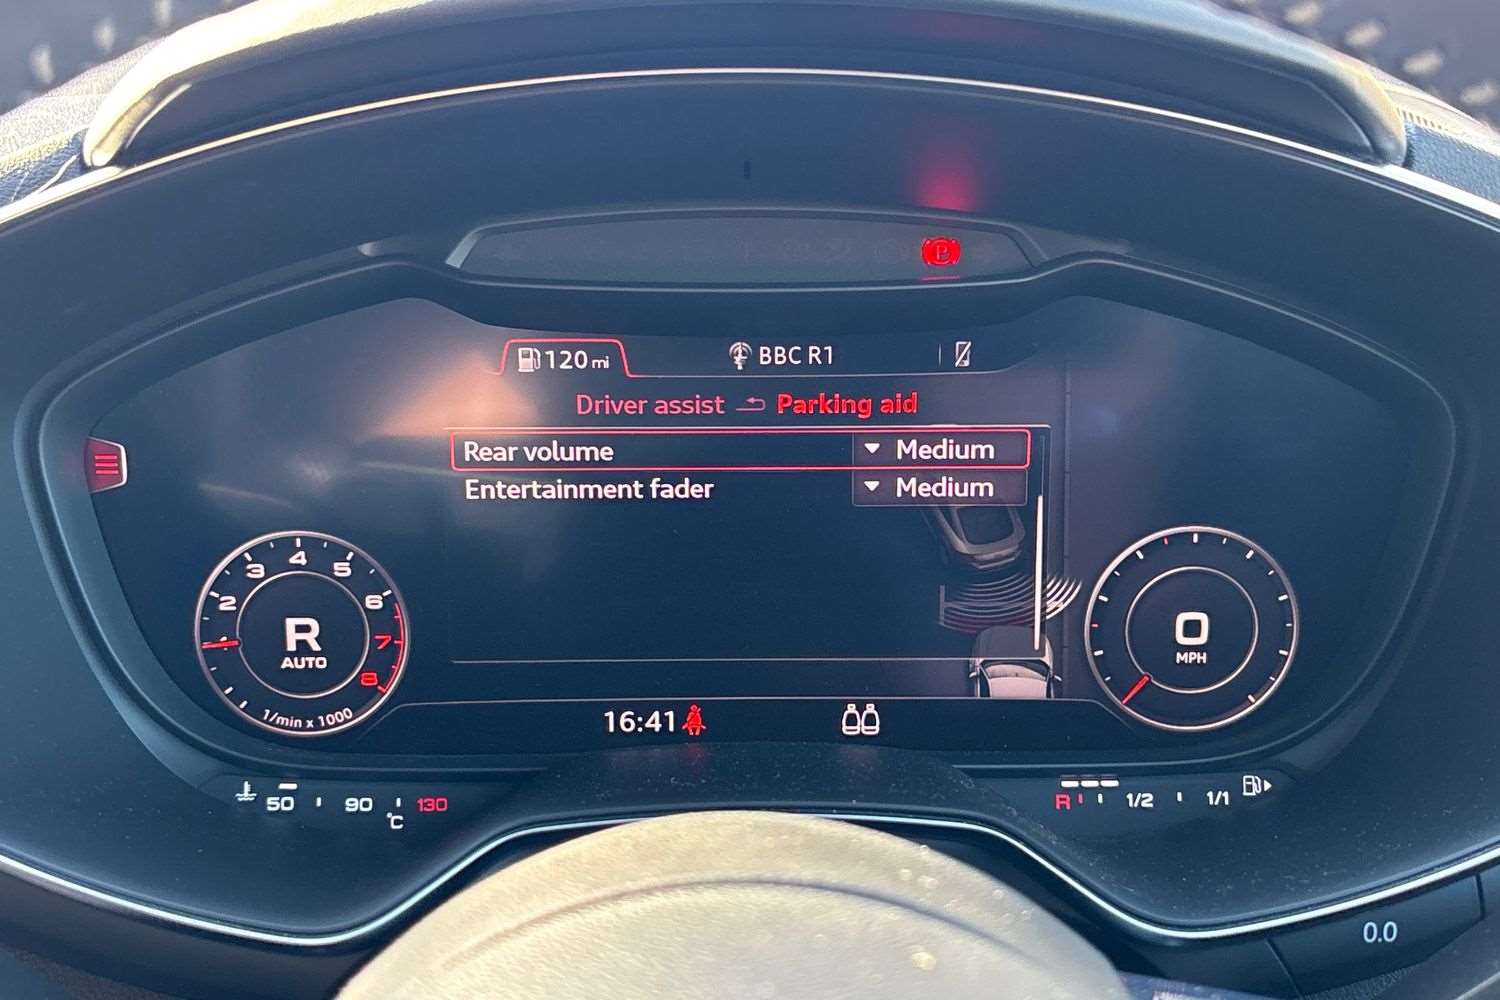 B
120 mi BBC R1
Driver assist Parking aid
Rear volume Medium
Entertainment fader Medium
1 2 3 4 5 6 7 8
R
AUTO
1/min x 1000
0
MPH
16:41
50 90 130
°C
R 1/2 1/1
0.0